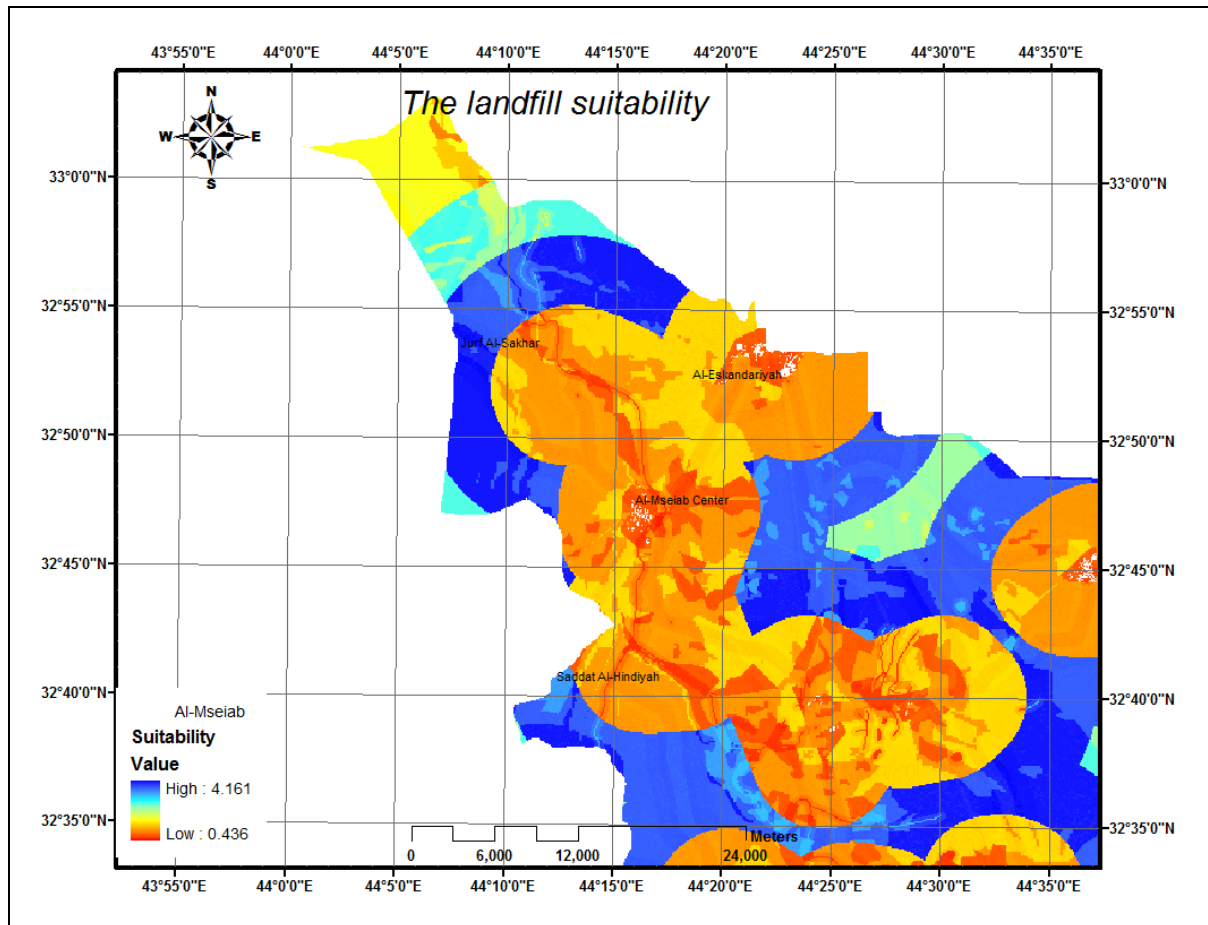 43°55'0"E 44°0'0"E 44°5'0"E 44°10'0"E 44°15'0"E 44°20'0"E 44°25'0"E 44°30'0"E 44°35'0"E
The landfill suitability
N
W E
S
33°0'0"N 33°0'0"N
32°55'0"N 32°55'0"N
Jurf Al-Sakhar
Al-Eskandariyah
32°50'0"N 32°50'0"N
Al-Mseiab Center
32°45'0"N 32°45'0"N
Saddat Al-Hindiyah
32°40'0"N 32°40'0"N
Al-Mseiab
Suitability
Value
High : 4.161
Low : 0.436
32°35'0"N 32°35'0"N
Meters
0 6,000 12,000 24,000
43°55'0"E 44°0'0"E 44°5'0"E 44°10'0"E 44°15'0"E 44°20'0"E 44°25'0"E 44°30'0"E 44°35'0"E